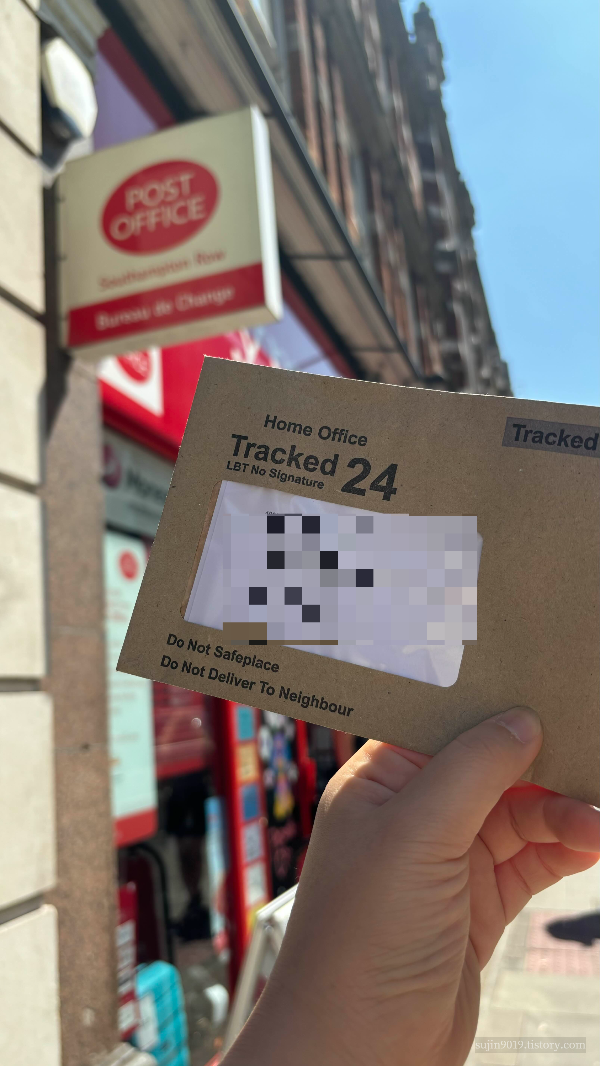 POST
OFFICE
Southampton Row
Bureau de Change
Home Office
Tracked 24
LBT No Signature
Tracked
Do Not Safeplace
Do Not Deliver To Neighbour
sujin9019.tistory.com